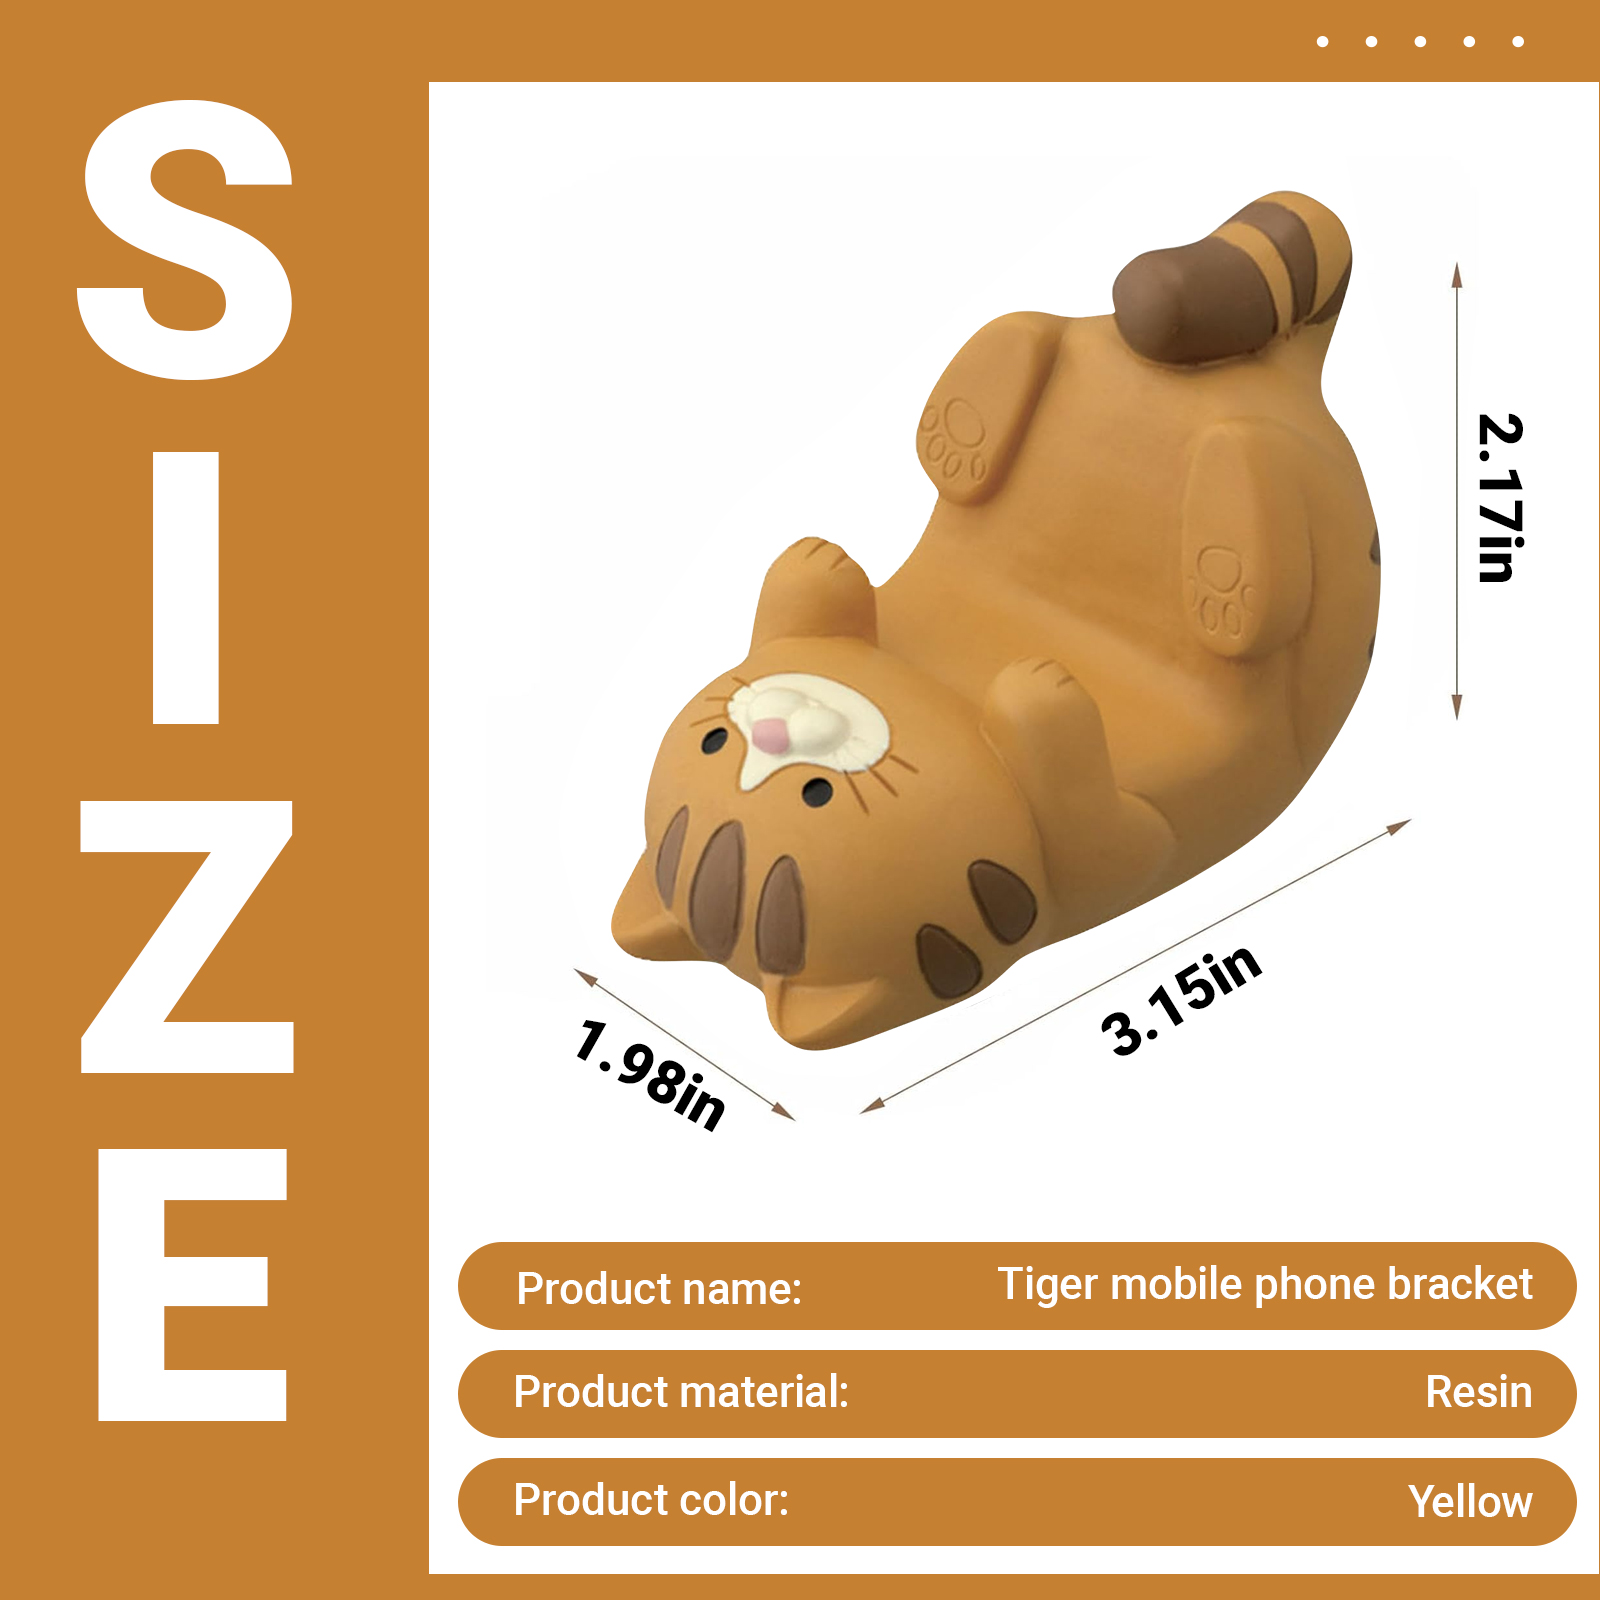 SIZE
2.17in
3.15in
1.98in
Product name: Tiger mobile phone bracket
Product material: Resin
Product color: Yellow